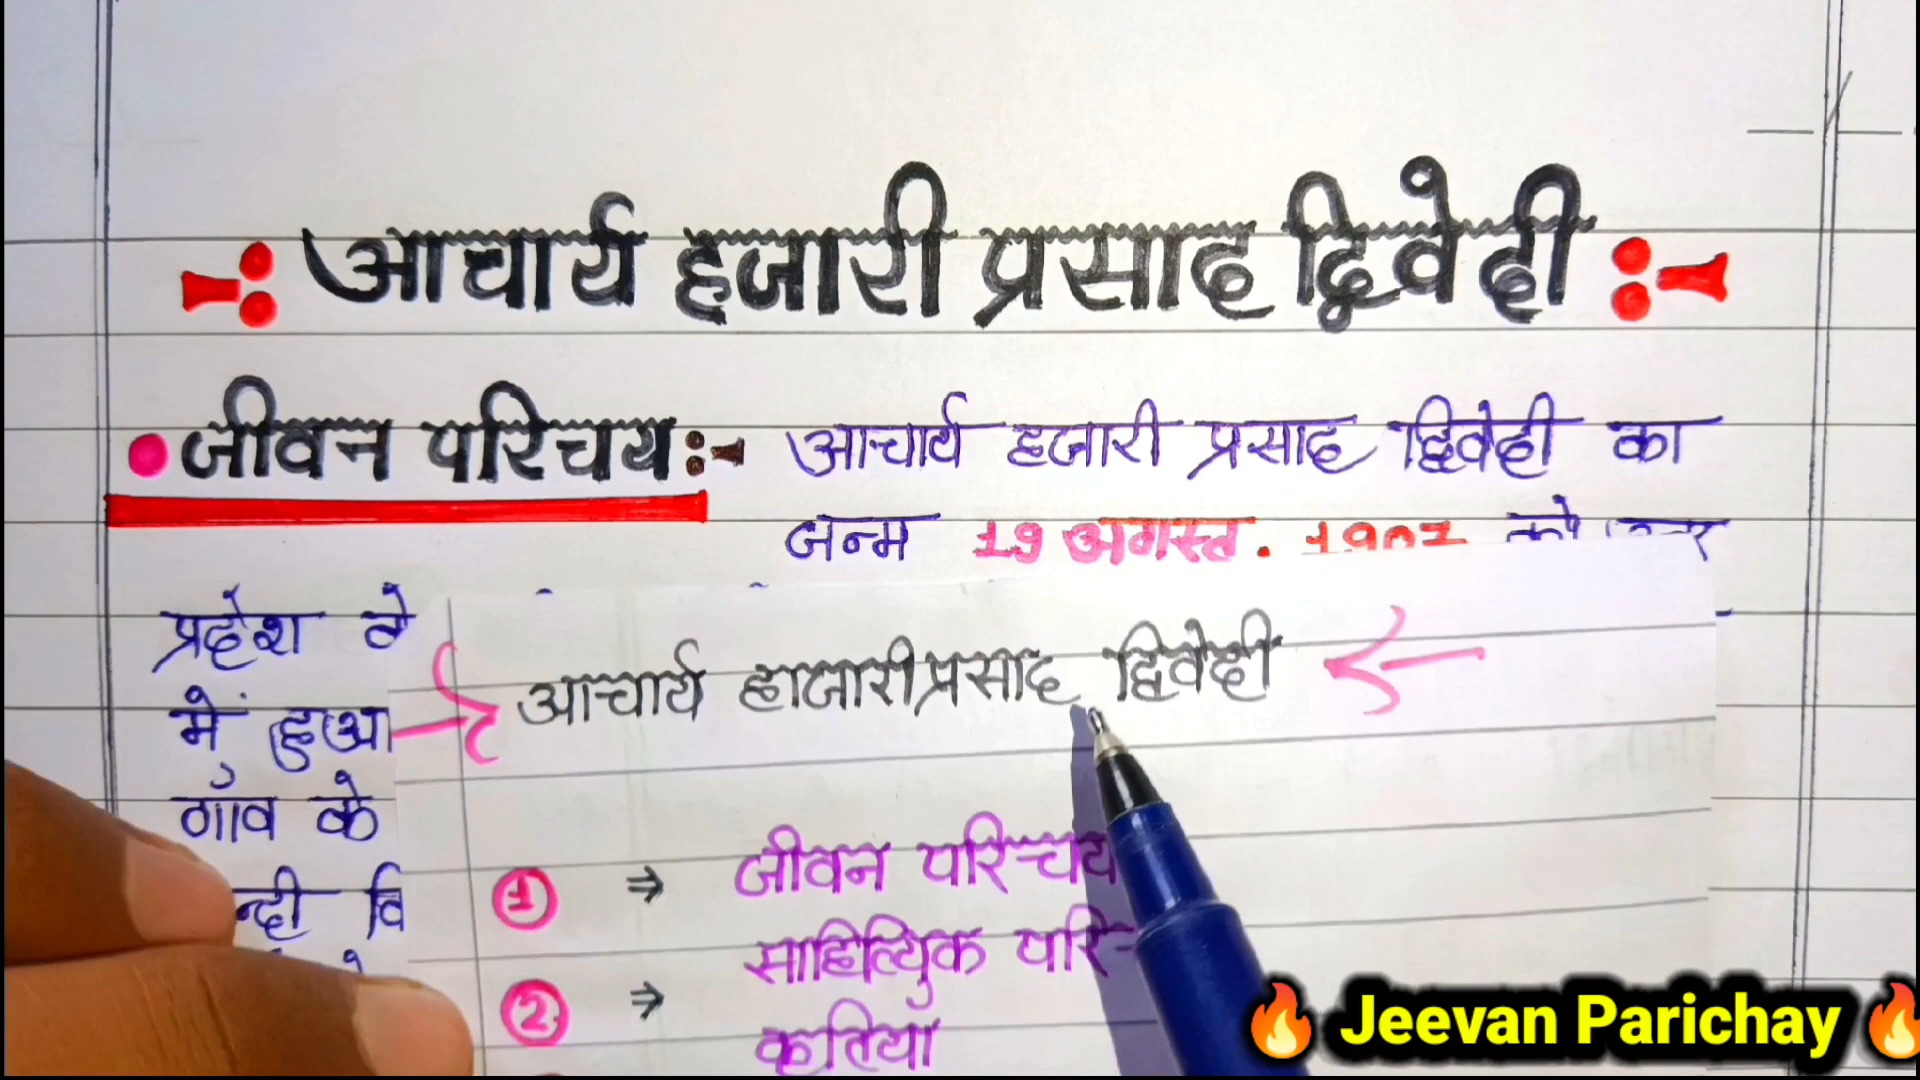 आचार्य हजारी प्रसाद द्विवेदी
जीवन परिचय:- आचार्य हजारी प्रसाद द्विवेदी का
जन्म 19 अगस्त. 1907 को
प्रदेश के
में हुआ
गाँव के
न्दी वि
आचार्य हाजारीप्रसाद द्विवेदी
1 ⇒ जीवन परिचय
साहित्युिक परि
2 ⇒
कृतियाँ
Jeevan Parichay